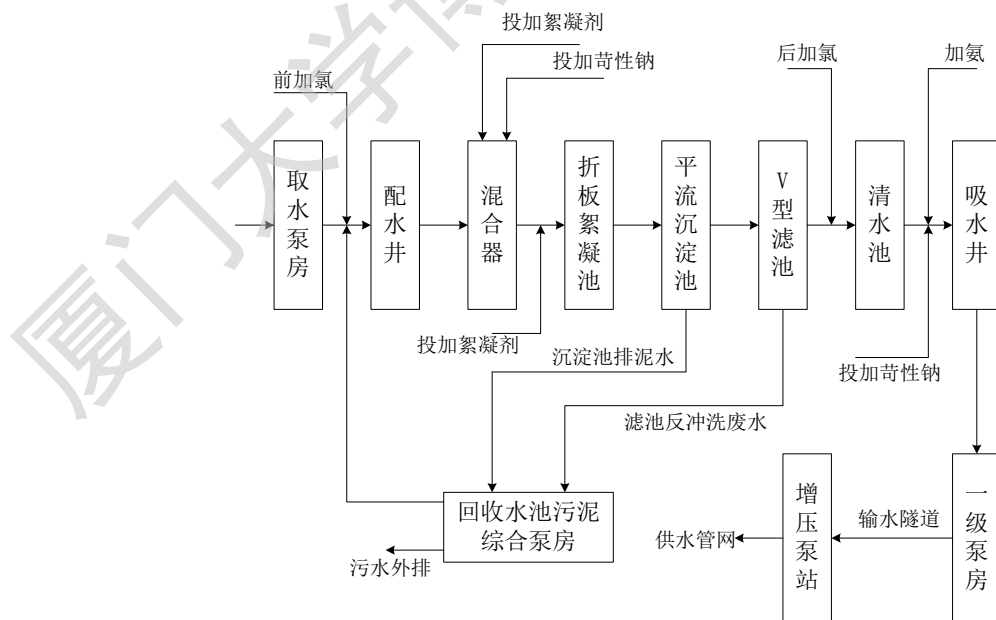 投加絮凝剂
投加苛性钠
后加氯
加氨
前加氯
取水泵房
配水井
混合器
折板絮凝池
平流沉淀池
V型滤池
清水池
吸水井
投加絮凝剂
沉淀池排泥水
投加苛性钠
滤池反冲洗废水
回收水池污泥
综合泵房
污水外排
供水管网
增压泵站
输水隧道
一级泵房
厦门大学博